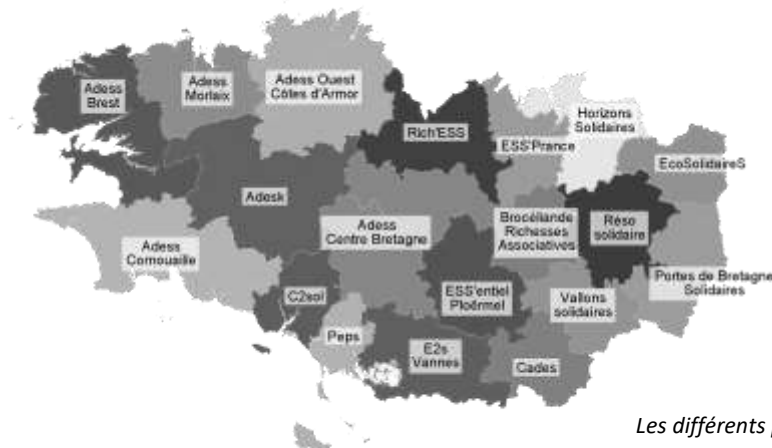 Adess
Brest
Adess
Morlaix
Adess Ouest
Côtes d'Armor
Rich'ESS
ESS'Prance
Horizons
Solidaires
EcoSolidaireS
Adesk
Adess
Centre Bretagne
Brocéliande
Richesses
Associatives
Réso
solidaire
Adess
Cornouaille
C2sol
ESS'entiel
Ploërmel
Vallons
solidaires
Portes de Bretagne
Solidaires
Peps
E2s
Vannes
Cades
Les différents